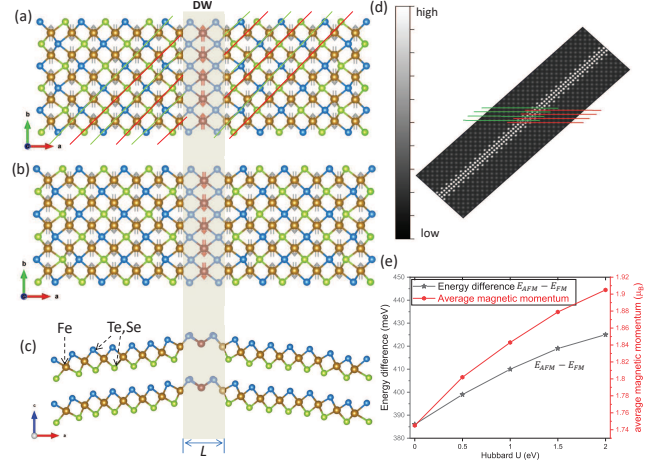 DW
(a)
b
a
(b)
b
a
Fe
Te,Se
(c)
c
a
L
(d)
high
low
(e)
Energy difference E_AFM − E_FM
Average magnetic momentum
E_AFM − E_FM
Energy difference (meV)
450
440
430
420
410
400
390
380
average magnetic momentum (μ_B)
1.92
1.90
1.88
1.86
1.84
1.82
1.80
1.78
1.76
1.74
0
0.5
1
1.5
2
Hubbard U (eV)